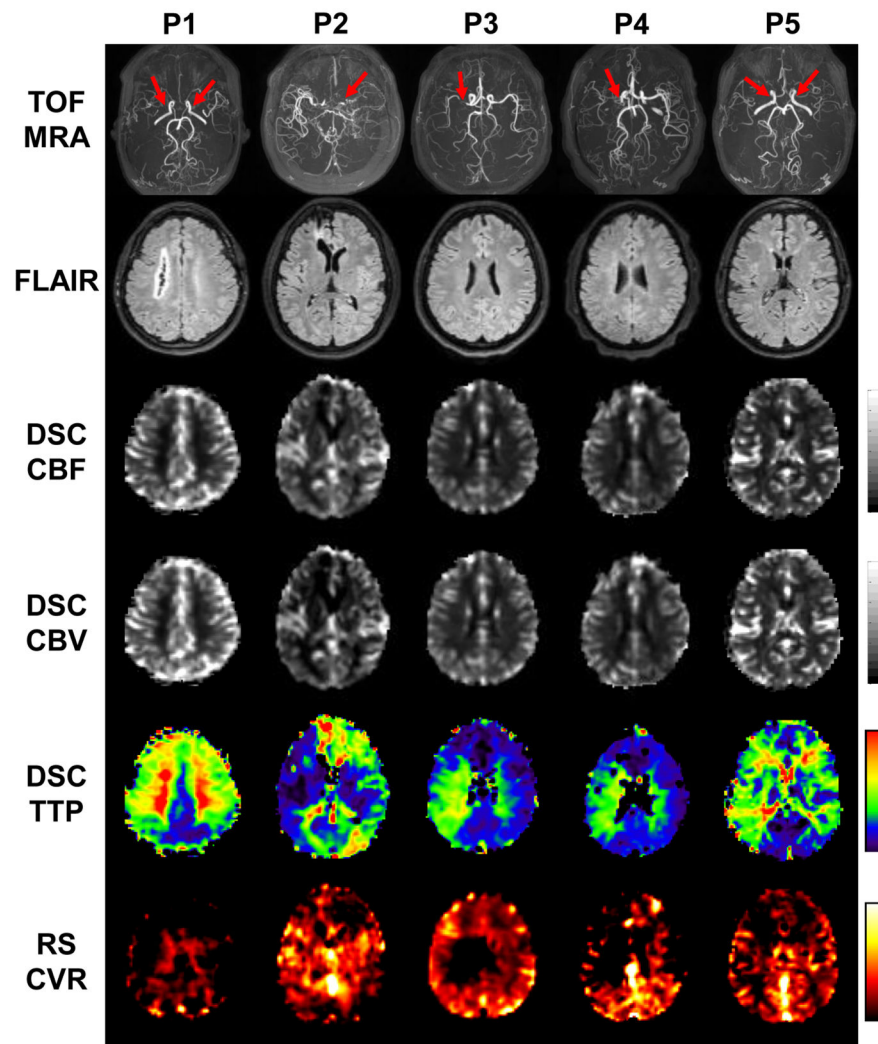 P1 P2 P3 P4 P5
TOF
MRA
FLAIR
DSC
CBF
DSC
CBV
DSC
TTP
RS
CVR